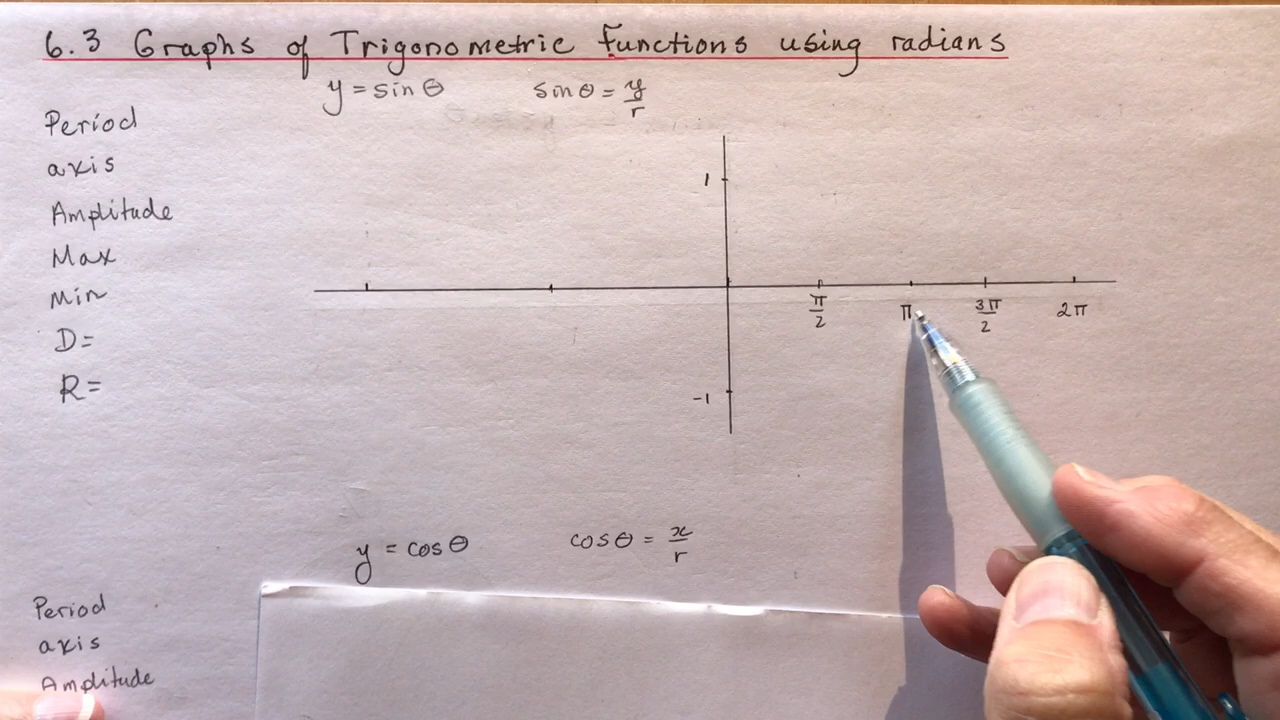 6.3 Graphs of Trigonometric Functions using radians
y = sin θ sin θ = y/r
Period
axis
Amplitude
Max
Min
D=
R=
1
π/2 π 3π/2 2π
-1
y = cos θ cos θ = x/r
Period
axis
Amplitude